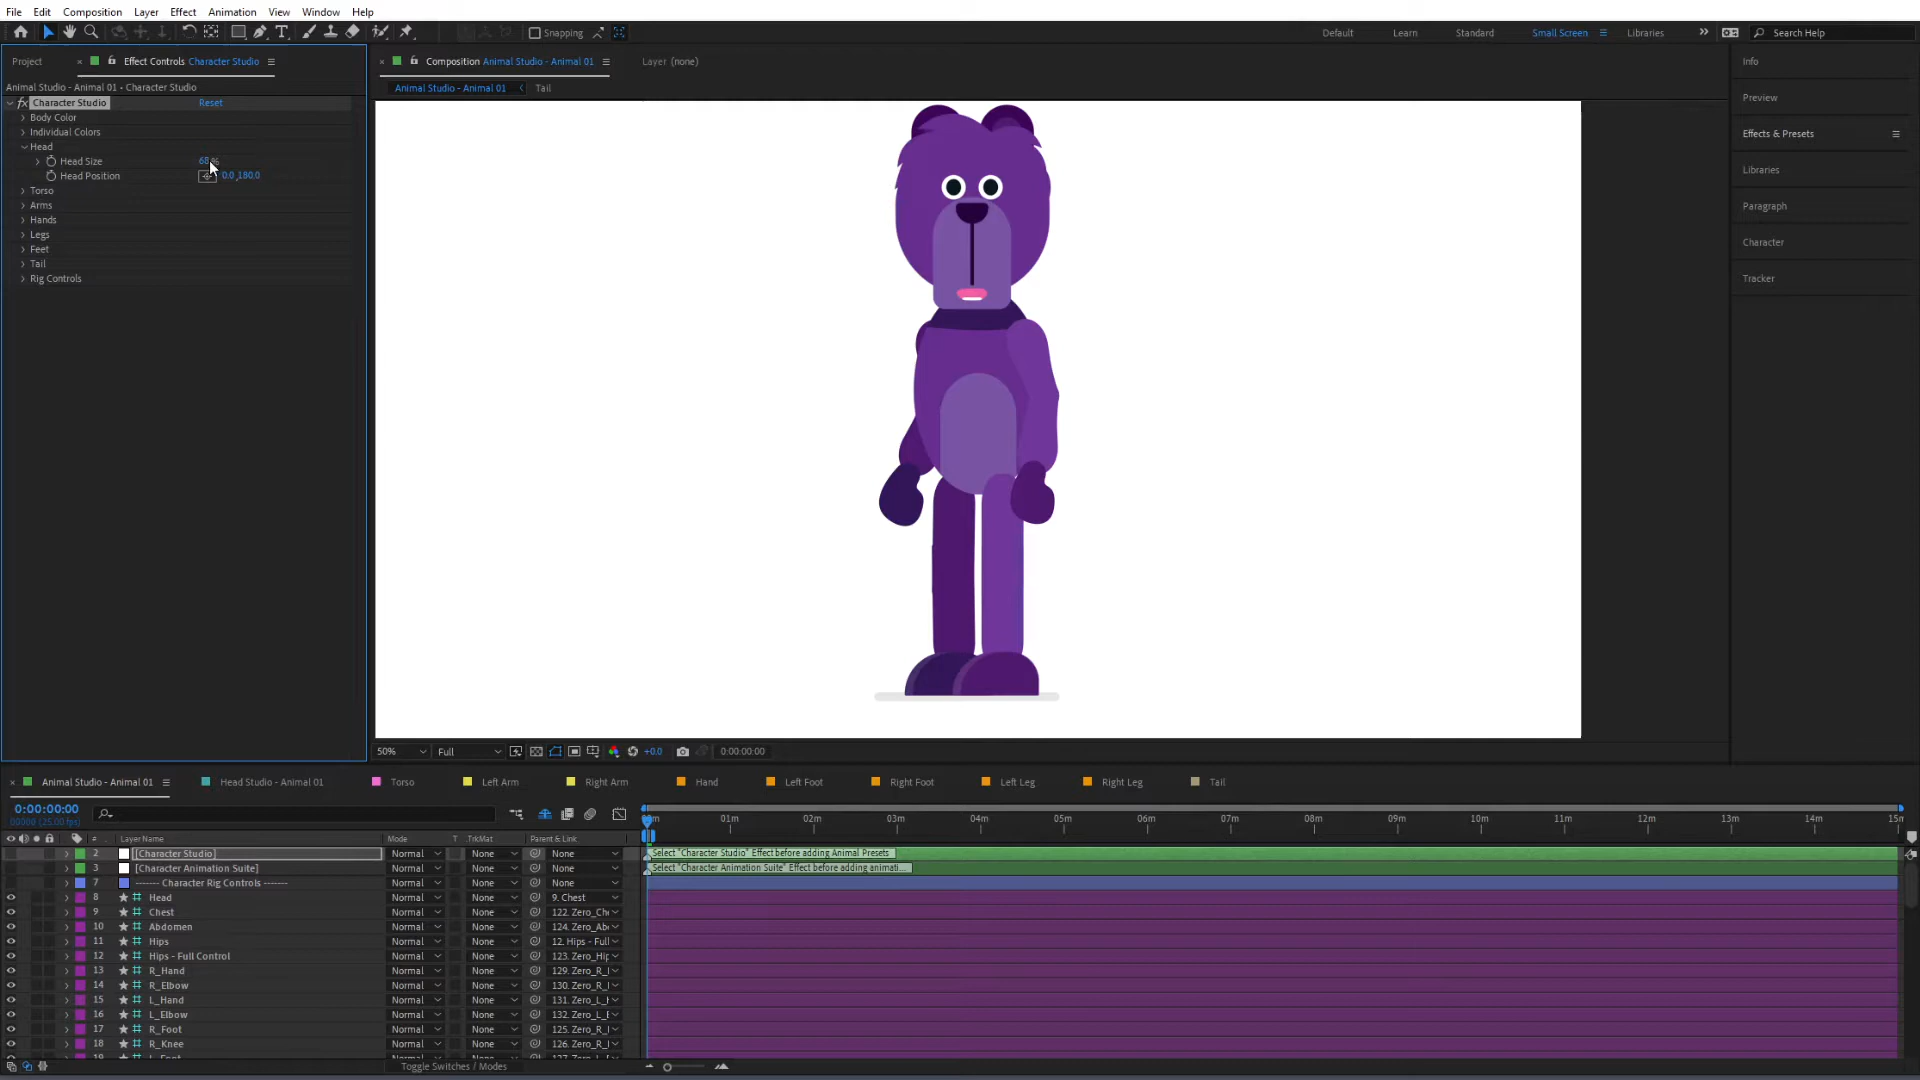 File Edit Composition Layer Effect Animation View Window Help
Snapping Default Learn Standard Small Screen Libraries Search Help
Project Effect Controls Character Studio Composition Animal Studio - Animal 01 Layer (none) Info
Animal Studio - Animal 01 • Character Studio Animal Studio - Animal 01 Tail
fx Character Studio Reset Preview
Body Color
Individual Colors Effects & Presets
Head
Head Size 68 %
Head Position 0.0 ,180.0 Libraries
Torso
Arms Paragraph
Hands
Legs Character
Feet
Tail
Rig Controls Tracker
50% Full +0.0 0:00:00:00
Animal Studio - Animal 01 Head Studio - Animal 01 Torso Left Arm Right Arm Hand Left Foot Right Foot Left Leg Right Leg Tail
0:00:00:00
00000 (25.00 fps) 01m 02m 03m 04m 05m 06m 07m 08m 09m 10m 11m 12m 13m 14m 15m
# Layer Name Mode T .TrkMat Parent & Link
2 [Character Studio] Normal None None Select "Character Studio" Effect before adding Animal Presets
3 [Character Animation Suite] Normal None None Select "Character Animation Suite" Effect before adding animati...
7 ------- Character Rig Controls ------- Normal None None
8 Head Normal None 9. Chest
9 Chest Normal None 122. Zero_Ch
10 Abdomen Normal None 124. Zero_Ab
11 Hips Normal None 12. Hips - Full
12 Hips - Full Control Normal None 123. Zero_Hip
13 R_Hand Normal None 129. Zero_R_
14 R_Elbow Normal None 130. Zero_R_
15 L_Hand Normal None 131. Zero_L_
16 L_Elbow Normal None 132. Zero_L_
17 R_Foot Normal None 125. Zero_R_
18 R_Knee Normal None 126. Zero_R_
Toggle Switches / Modes